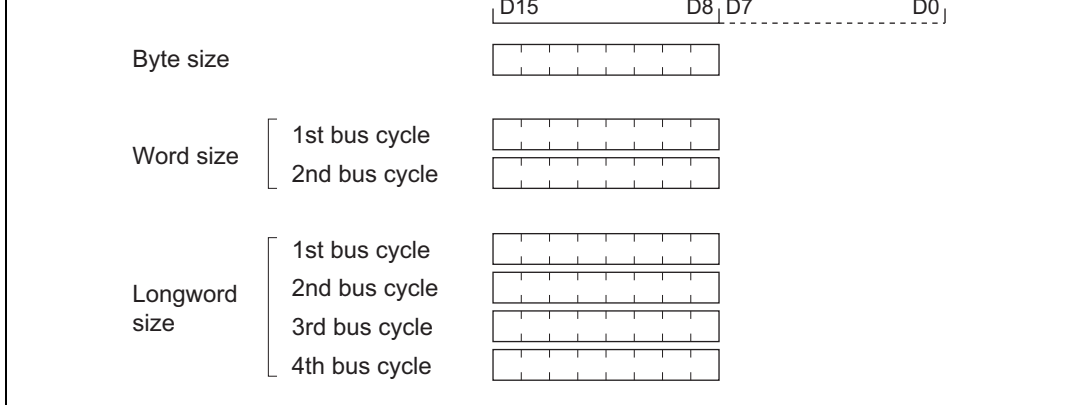 D15 D8 D7 D0
Byte size
Word size
1st bus cycle
2nd bus cycle
Longword
size
1st bus cycle
2nd bus cycle
3rd bus cycle
4th bus cycle